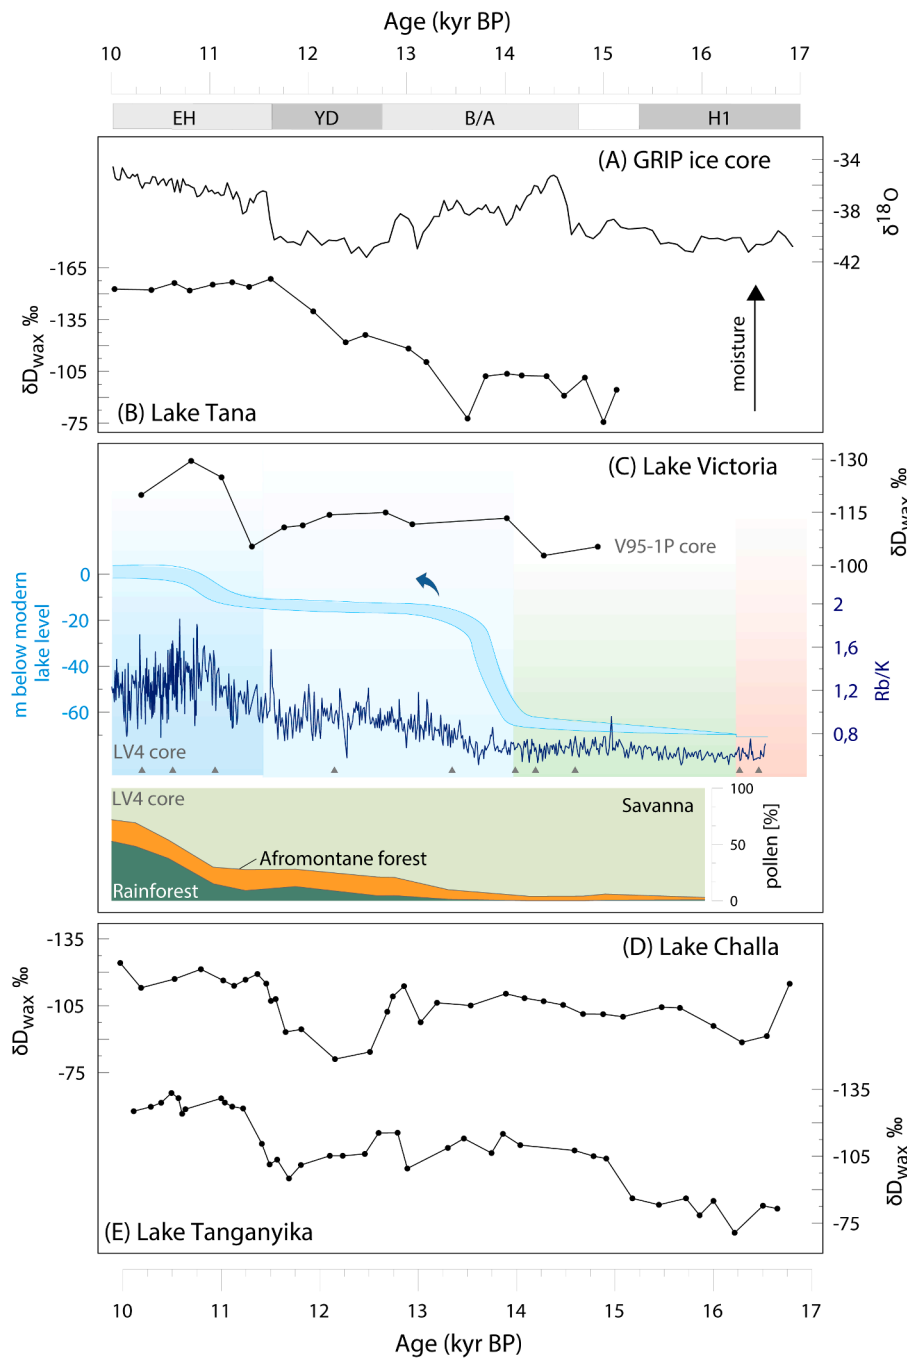 Age (kyr BP)
10 11 12 13 14 15 16 17
EH YD B/A H1
(A) GRIP ice core
-34
-38
-42
δ18O
-165
-135
-105
-75
δDwax ‰
moisture
(B) Lake Tana
(C) Lake Victoria
-130
-115
-100
δDwax ‰
V95-1P core
0
-20
-40
-60
m below modern
lake level
2
1,6
1,2
0,8
Rb/K
LV4 core
LV4 core
Savanna
Afromontane forest
Rainforest
100
50
0
pollen [%]
(D) Lake Challa
-135
-105
-75
δDwax ‰
-135
-105
-75
δDwax ‰
(E) Lake Tanganyika
10 11 12 13 14 15 16 17
Age (kyr BP)